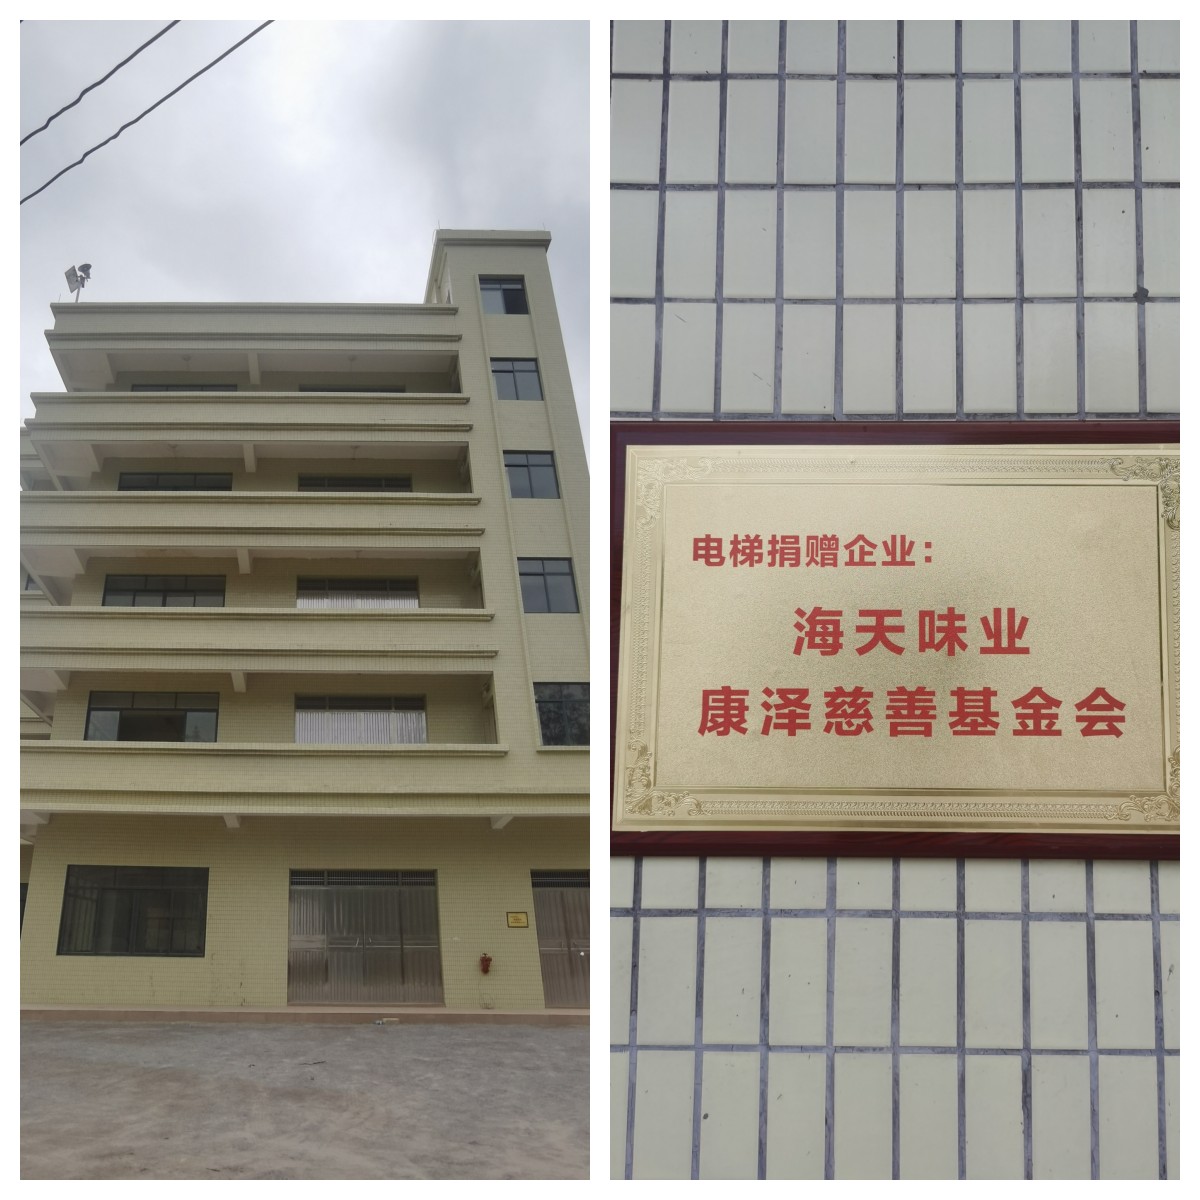 电梯捐赠企业：
海天味业
康泽慈善基金会